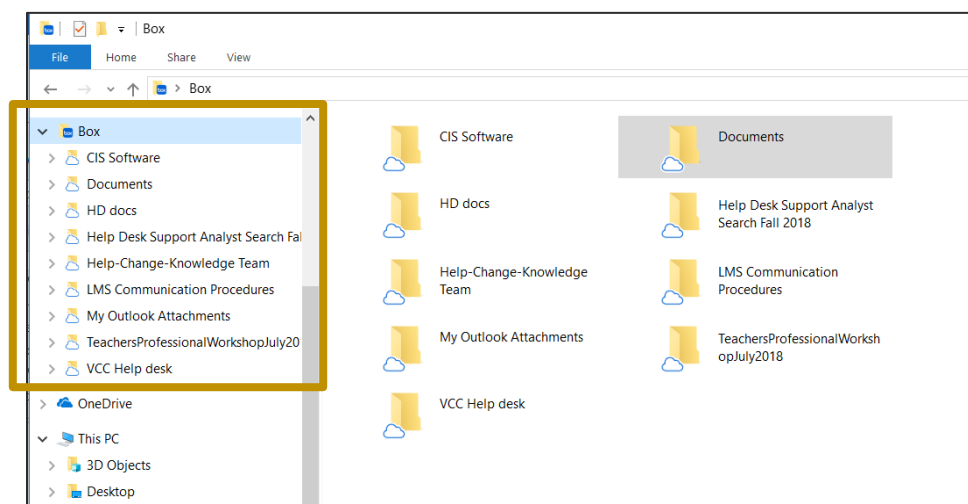 Box
File Home Share View
Box
Box
CIS Software
Documents
HD docs
Help Desk Support Analyst Search Fal
Help-Change-Knowledge Team
LMS Communication Procedures
My Outlook Attachments
TeachersProfessionalWorkshopJuly20
VCC Help desk
OneDrive
This PC
3D Objects
Desktop
CIS Software
Documents
HD docs
Help Desk Support Analyst
Search Fall 2018
Help-Change-Knowledge
Team
LMS Communication
Procedures
My Outlook Attachments
TeachersProfessionalWorksh
opJuly2018
VCC Help desk